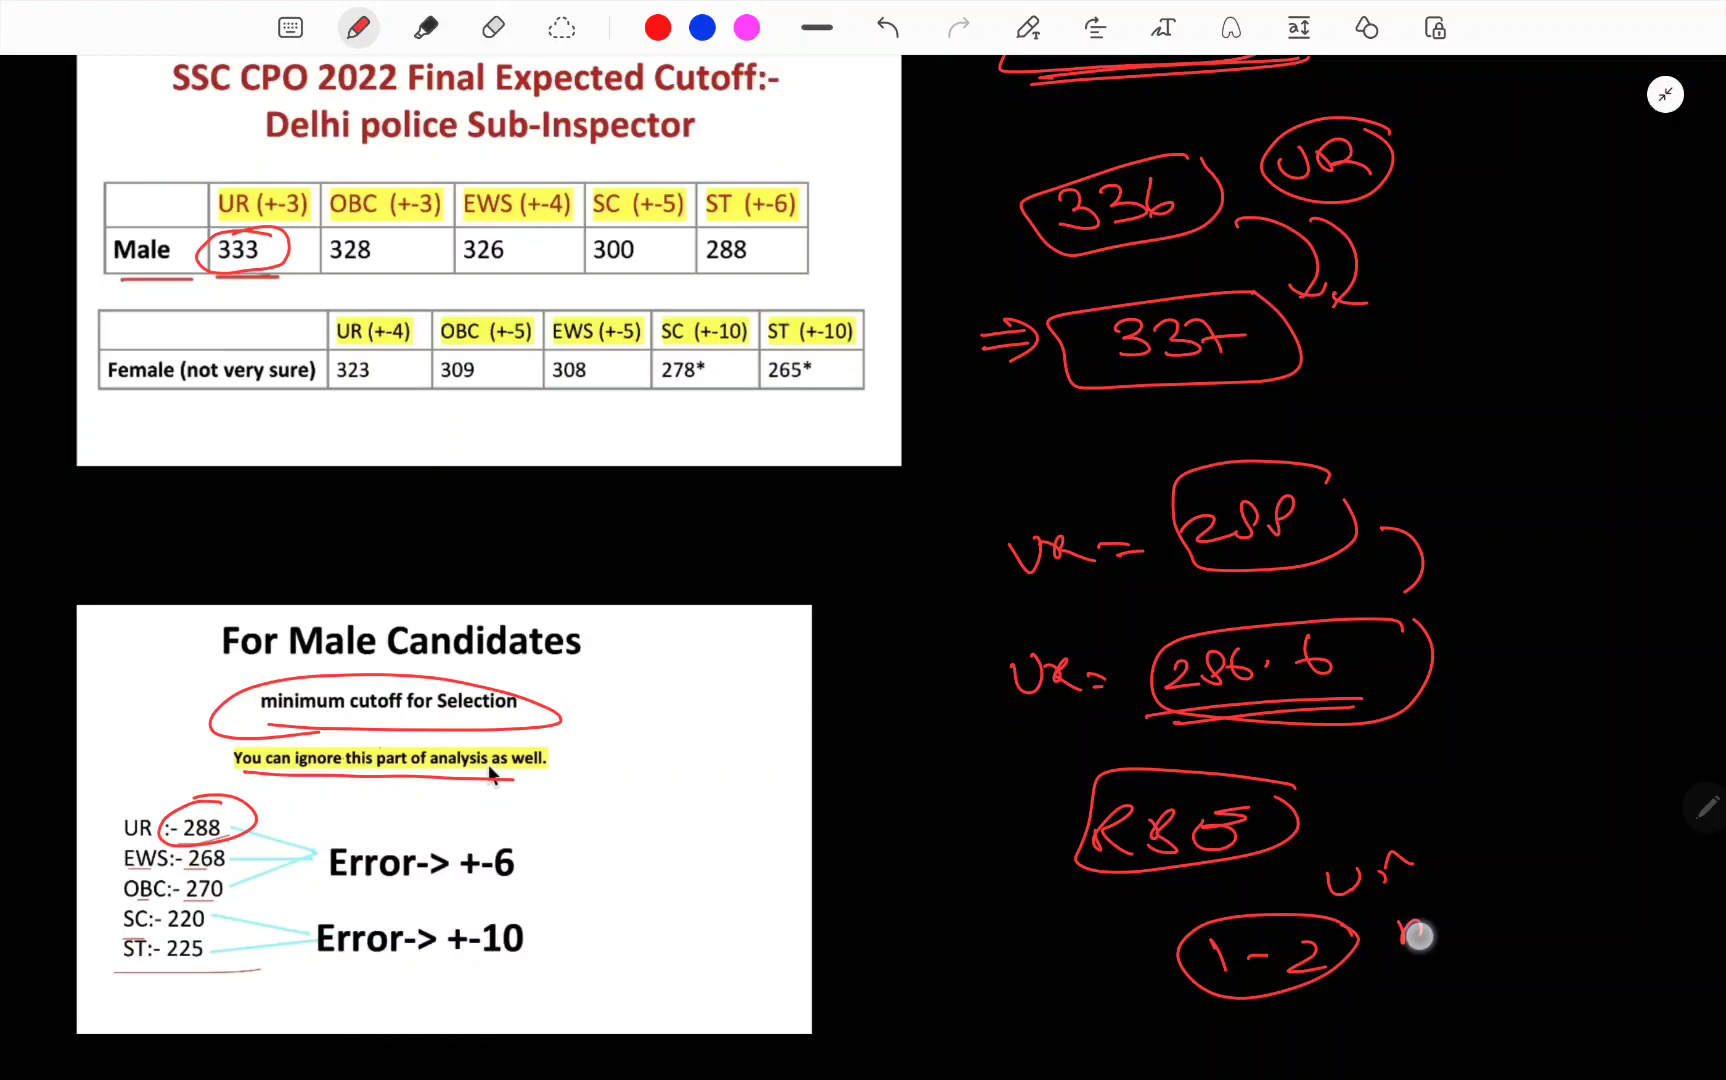 SSC CPO 2022 Final Expected Cutoff:-
Delhi police Sub-Inspector
UR (+-3) OBC (+-3) EWS (+-4) SC (+-5) ST (+-6)
Male 333 328 326 300 288
UR (+-4) OBC (+-5) EWS (+-5) SC (+-10) ST (+-10)
Female (not very sure) 323 309 308 278* 265*
For Male Candidates
minimum cutoff for Selection
You can ignore this part of analysis as well.
UR :- 288
EWS:- 268
OBC:- 270
SC:- 220
ST:- 225
Error-> +-6
Error-> +-10
UR
336
⇒ 337
UR = 288
UR = 286.6
1 - 2